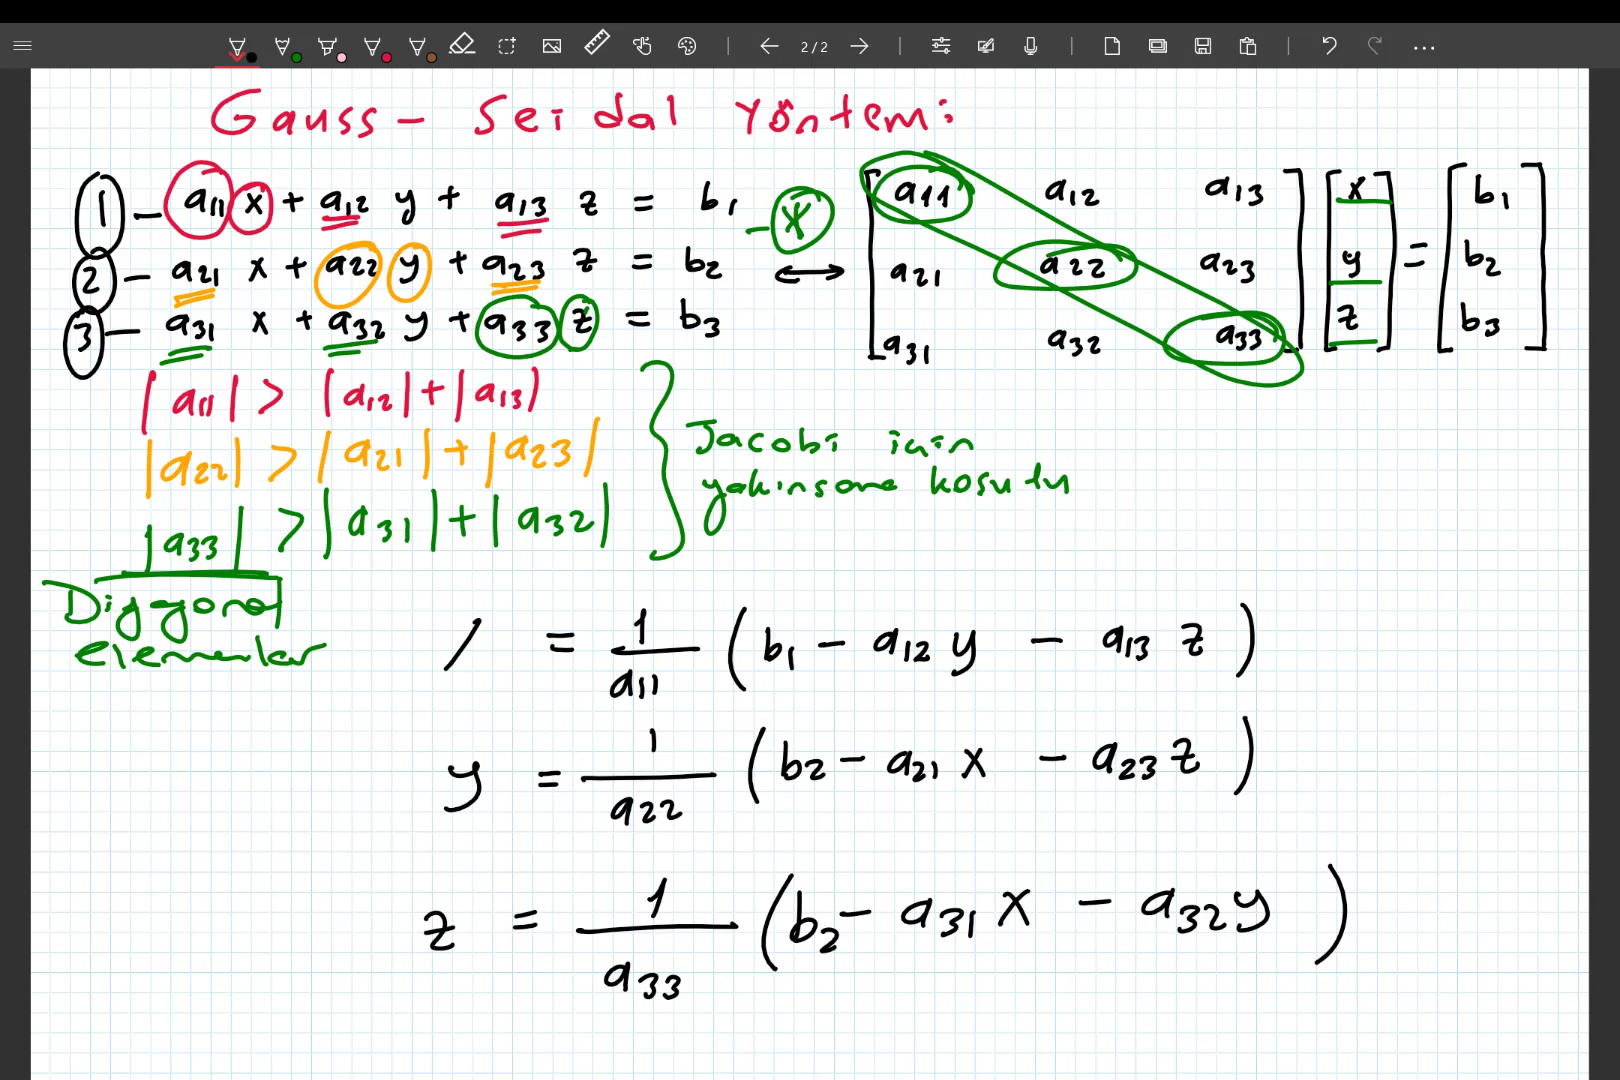 2/2
Gauss - Seidal Yöntem:
1 - a11 x + a12 y + a13 z = b1
2 - a21 x + a22 y + a23 z = b2
3 - a31 x + a32 y + a33 z = b3
[a11 a12 a13] [x] = [b1]
[a21 a22 a23] [y] = [b2]
[a31 a32 a33] [z] = [b3]
|a11| > |a12| + |a13|
|a22| > |a21| + |a23|
|a33| > |a31| + |a32|
Jacobi için
yakınsama kosulu
Diggonal
elemanlar
/ = 1/a11 (b1 - a12 y - a13 z)
y = 1/a22 (b2 - a21 x - a23 z)
z = 1/a33 (b2 - a31 x - a32 y)